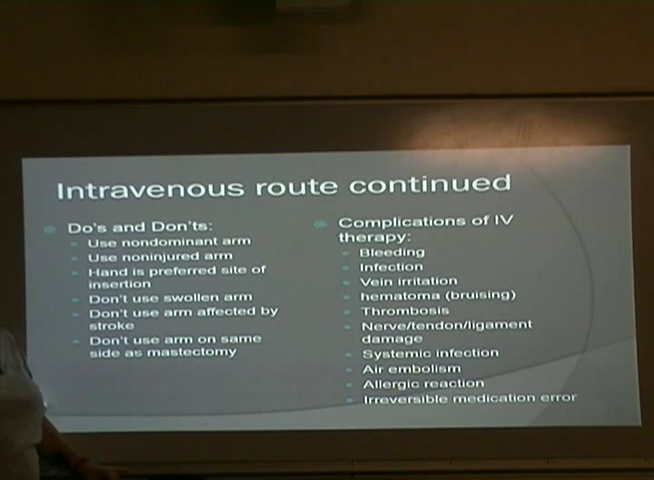 Intravenous route continued
Do's and Don'ts:
Use nondominant arm
Use noninjured arm
Hand is preferred site of
insertion
Don't use swollen arm
Don't use arm affected by
stroke
Don't use arm on same
side as mastectomy
Complications of IV
therapy:
Bleeding
Infection
Vein irritation
hematoma (bruising)
Thrombosis
Nerve/tendon/ligament
damage
Systemic infection
Air embolism
Allergic reaction
Irreversible medication error